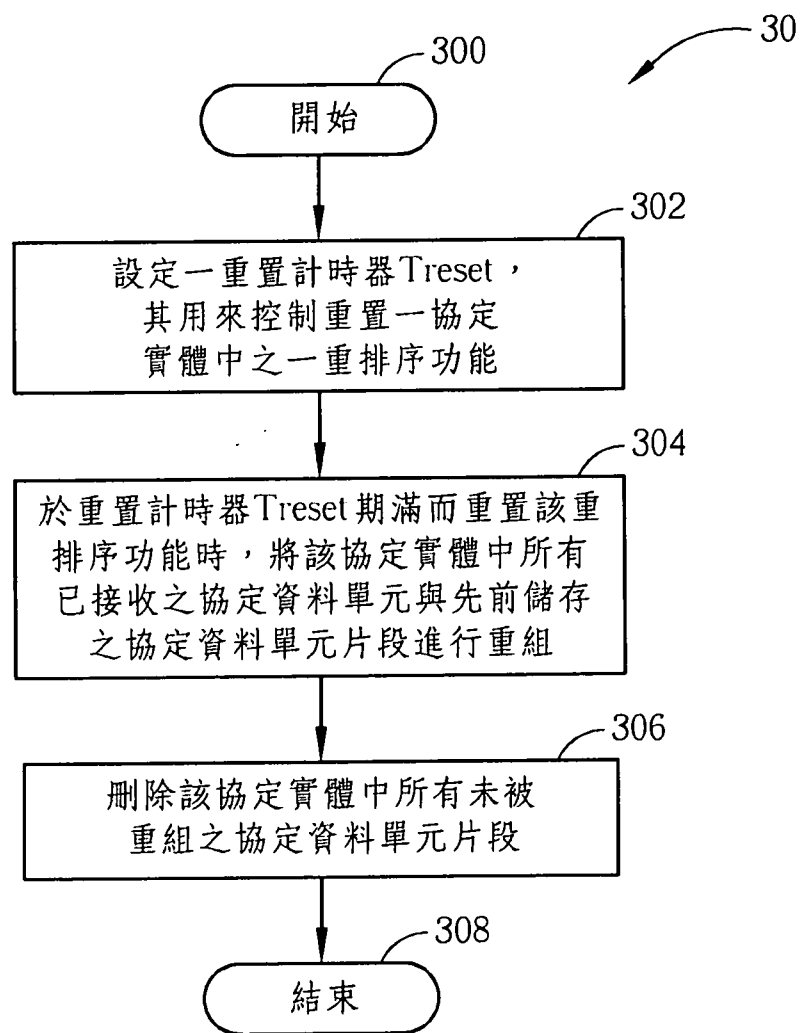 30
300
開始
302
設定一重置計時器Treset，
其用來控制重置一協定
實體中之一重排序功能
304
於重置計時器Treset期滿而重置該重
排序功能時，將該協定實體中所有
已接收之協定資料單元與先前儲存
之協定資料單元片段進行重組
306
刪除該協定實體中所有未被
重組之協定資料單元片段
308
結束